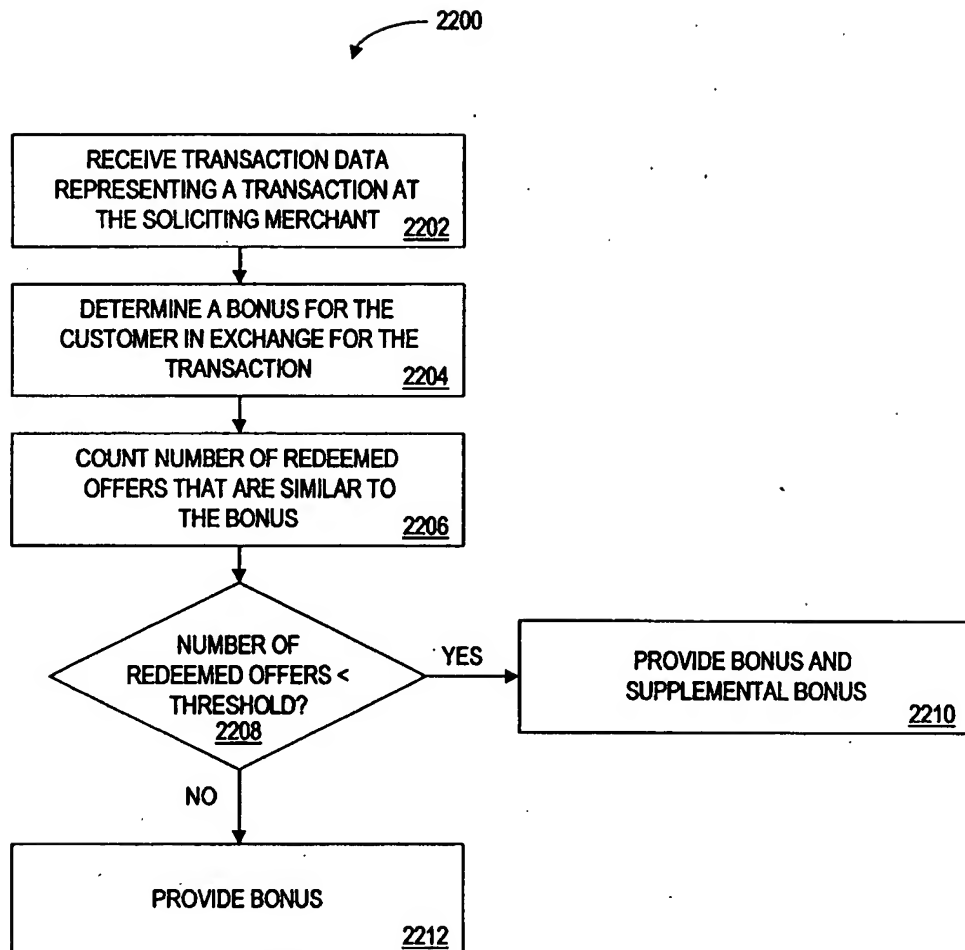 2200
RECEIVE TRANSACTION DATA
REPRESENTING A TRANSACTION AT
THE SOLICITING MERCHANT
2202
DETERMINE A BONUS FOR THE
CUSTOMER IN EXCHANGE FOR THE
TRANSACTION
2204
COUNT NUMBER OF REDEEMED
OFFERS THAT ARE SIMILAR TO
THE BONUS
2206
NUMBER OF
REDEEMED OFFERS <
THRESHOLD?
2208
YES
PROVIDE BONUS AND
SUPPLEMENTAL BONUS
2210
NO
PROVIDE BONUS
2212